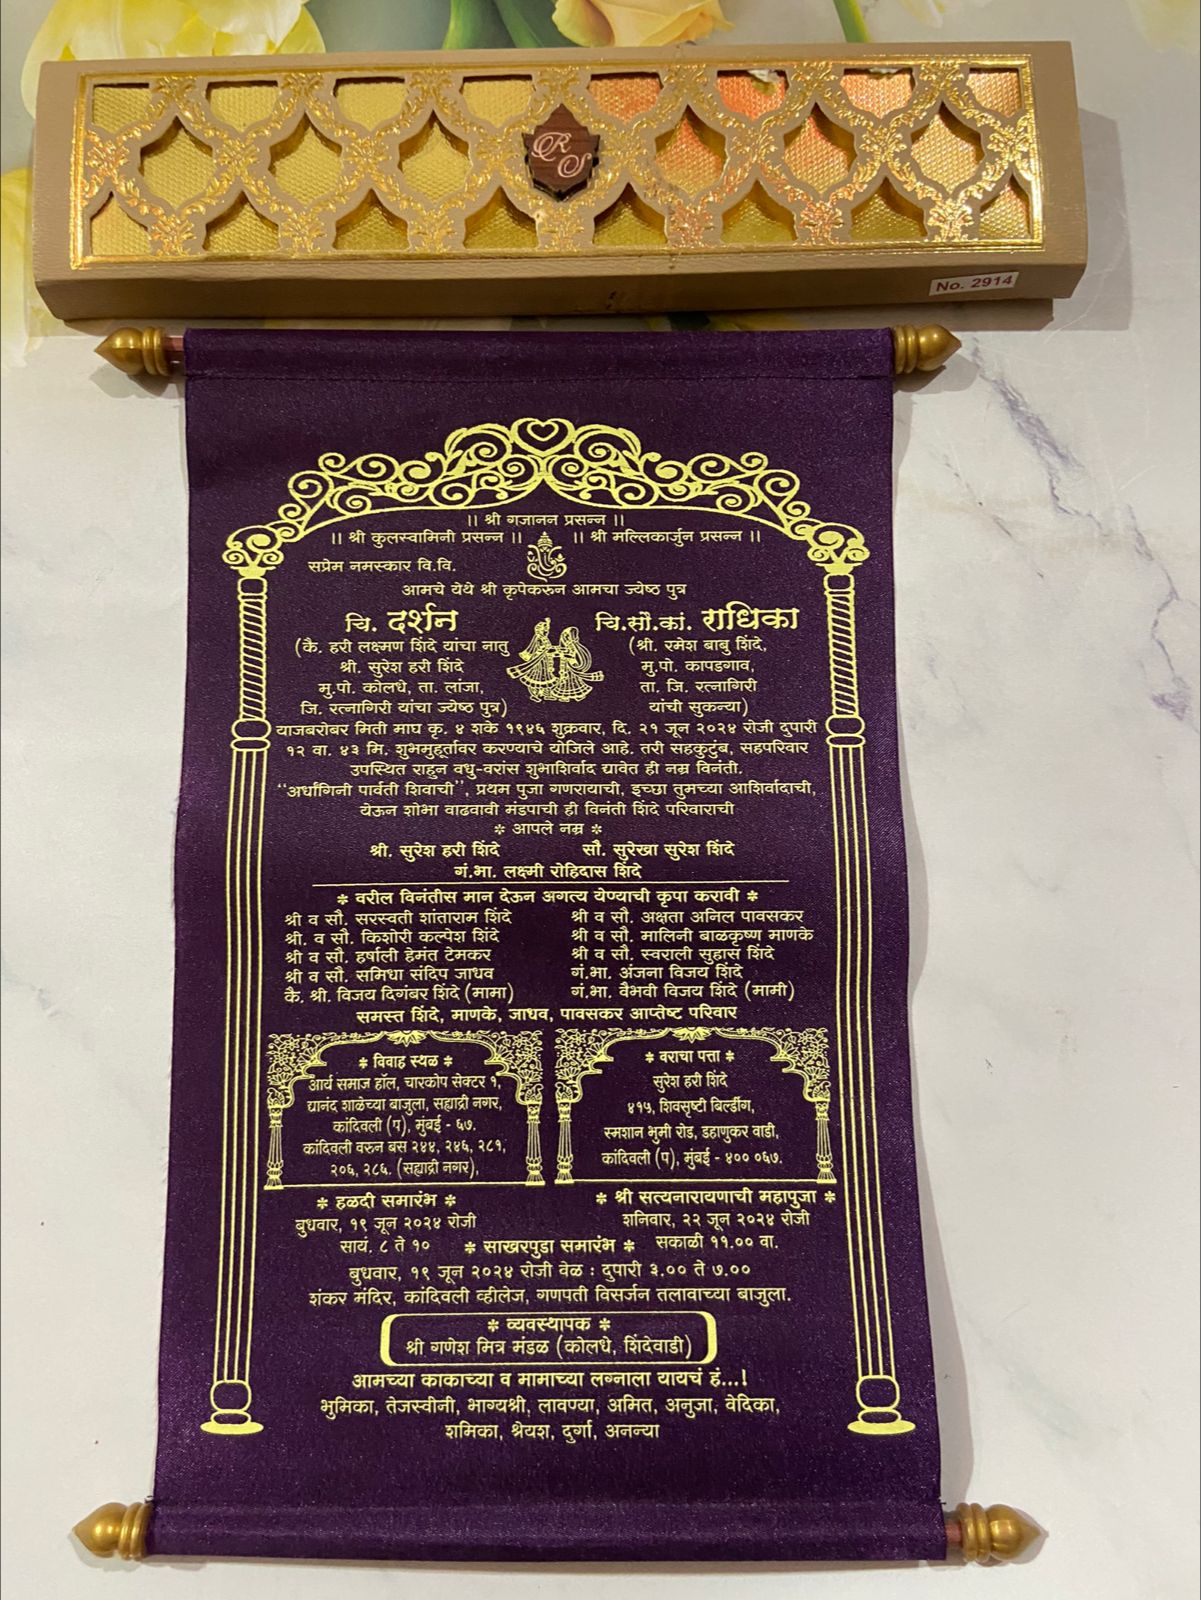 RS
No. 2914
।। श्री गजानन प्रसन्न ।।
।। श्री कुलस्वामिनी प्रसन्न ।। ।। श्री मल्लिकार्जुन प्रसन्न ।।
सप्रेम नमस्कार वि.वि.
आमचे येथे श्री कृपेकरुन आमचा ज्येष्ठ पुत्र
चि. दर्शन
(कै. हरी लक्ष्मण शिंदे यांचा नातु
श्री. सुरेश हरी शिंदे
मु.पो. कोलधे, ता. लांजा,
जि. रत्नागिरी यांचा ज्येष्ठ पुत्र)
चि.सौ.कां. राधिका
(श्री. रमेश बाबु शिंदे,
मु.पो. कापडगाव,
ता. जि. रत्नागिरी
यांची सुकन्या)
याजबरोबर मिती माघ कृ. ४ शके १९४६ शुक्रवार, दि. २१ जून २०२४ रोजी दुपारी
१२ वा. ४३ मि. शुभमुहूर्तावर करण्याचे योजिले आहे. तरी सहकुटुंब, सहपरिवार
उपस्थित राहुन वधु-वरांस शुभाशिर्वाद द्यावेत ही नम्र विनंती.
“अर्धांगिनी पार्वती शिवाची”, प्रथम पुजा गणरायाची, इच्छा तुमच्या आशिर्वादाची,
येऊन शोभा वाढवावी मंडपाची ही विनंती शिंदे परिवाराची
* आपले नम्र *
श्री. सुरेश हरी शिंदे सौ. सुरेखा सुरेश शिंदे
गं.भा. लक्ष्मी रोहिदास शिंदे
* वरील विनंतीस मान देऊन अगत्य येण्याची कृपा करावी *
श्री व सौ. सरस्वती शांताराम शिंदे
श्री. व सौ. किशोरी कल्पेश शिंदे
श्री व सौ. हर्षाली हेमंत टेमकर
श्री व सौ. समिधा संदिप जाधव
कै. श्री. विजय दिगंबर शिंदे (मामा)
श्री व सौ. अक्षता अनिल पावसकर
श्री व सौ. मालिनी बाळकृष्ण माणके
श्री व सौ. स्वराली सुहास शिंदे
गं.भा. अंजना विजय शिंदे
गं.भा. वैभवी विजय शिंदे (मामी)
समस्त शिंदे, माणके, जाधव, पावसकर आप्तेष्ट परिवार
* विवाह स्थळ *
आर्य समाज हॉल, चारकोप सेक्टर १,
द्यानंद शाळेच्या बाजुला, सह्याद्री नगर,
कांदिवली (प), मुंबई - ६७.
कांदिवली वरुन बस २४४, २४६, २८१,
२०६, २८६. (सह्याद्री नगर),
* वराचा पत्ता *
सुरेश हरी शिंदे
४१५, शिवसृष्टी बिल्डींग,
स्मशान भुमी रोड, डहाणुकर वाडी,
कांदिवली (प), मुंबई - ४०० ०६७.
* हळदी समारंभ *
बुधवार, १९ जून २०२४ रोजी
सायं. ८ ते १०
* श्री सत्यनारायणाची महापुजा *
शनिवार, २२ जून २०२४ रोजी
सकाळी ११.०० वा.
* साखरपुडा समारंभ *
बुधवार, १९ जून २०२४ रोजी वेळ : दुपारी ३.०० ते ७.००
शंकर मंदिर, कांदिवली व्हीलेज, गणपती विसर्जन तलावाच्या बाजुला.
* व्यवस्थापक *
श्री गणेश मित्र मंडळ (कोलधे, शिंदेवाडी)
आमच्या काकाच्या व मामाच्या लग्नाला यायचं हं...!
भुमिका, तेजस्वीनी, भाग्यश्री, लावण्या, अमित, अनुजा, वेदिका,
शमिका, श्रेयश, दुर्गा, अनन्या